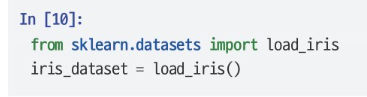 In [10]:
from sklearn.datasets import load_iris
iris_dataset = load_iris()